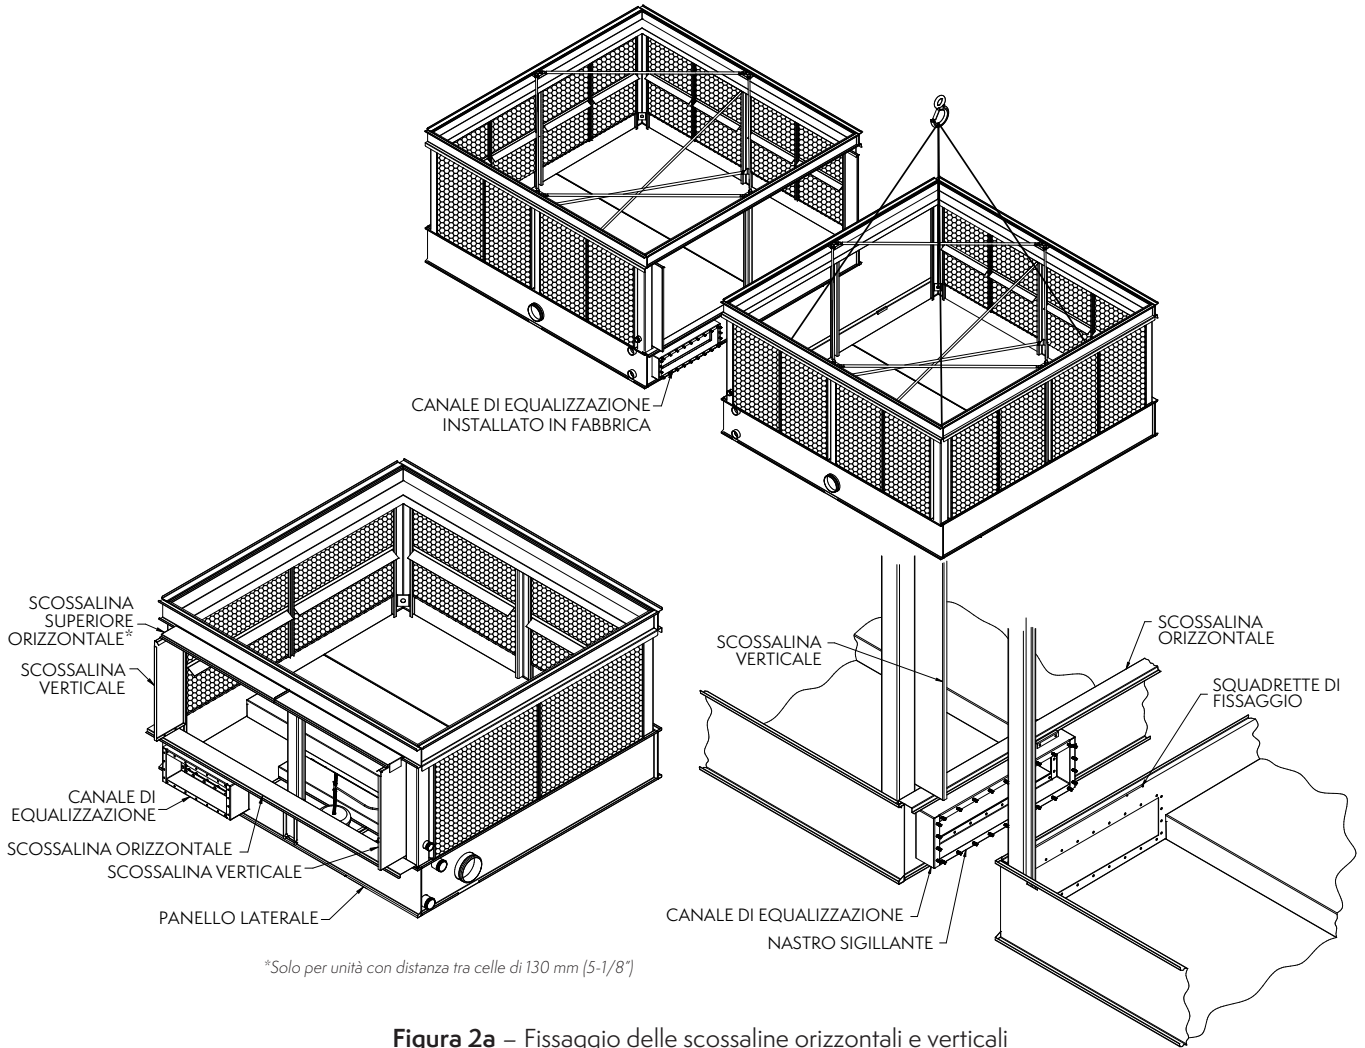 CANALE DI EQUALIZZAZIONE
INSTALLATO IN FABBRICA
SCOSSALINA
SUPERIORE
ORIZZONTALE*
SCOSSALINA
VERTICALE
CANALE DI
EQUALIZZAZIONE
SCOSSALINA ORIZZONTALE
SCOSSALINA VERTICALE
PANELLO LATERALE
*Solo per unità con distanza tra celle di 130 mm (5-1/8")
SCOSSALINA
VERTICALE
SCOSSALINA
ORIZZONTALE
SQUADRETTE DI
FISSAGGIO
CANALE DI EQUALIZZAZIONE
NASTRO SIGILLANTE
Figura 2a – Fissaggio delle scossaline orizzontali e verticali